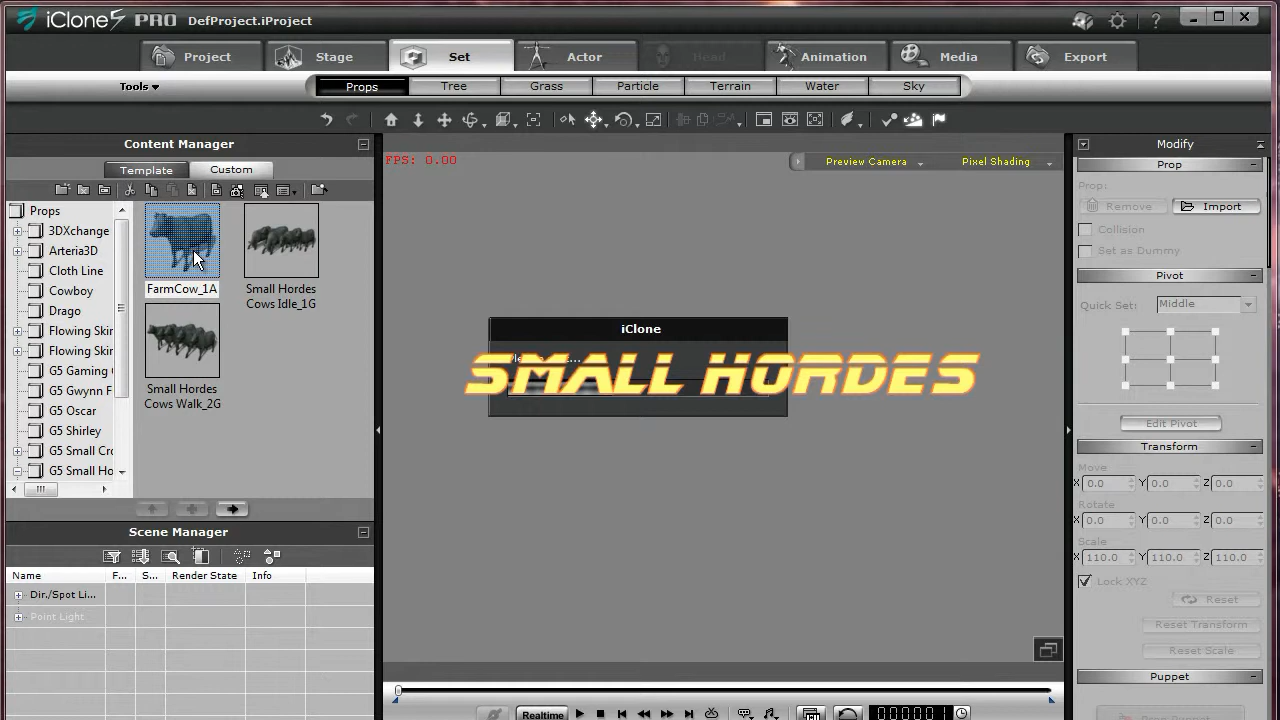 iClone5 PRO DefProject.iProject
Project Stage Set Actor Head Animation Media Export
Tools Props Tree Grass Particle Terrain Water Sky
Content Manager
Template Custom
Props
3DXchange
Arteria3D
Cloth Line
Cowboy
Drago
Flowing Skir
Flowing Skir
G5 Gaming
G5 Gwynn F
G5 Oscar
G5 Shirley
G5 Small Cro
G5 Small Ho
FarmCow_1A
Small Hordes
Cows Idle_1G
Small Hordes
Cows Walk_2G
Scene Manager
Name F... S... Render State Info
Dir./Spot Li...
Point Light
FPS: 0.00
Preview Camera Pixel Shading
iClone
SMALL HORDES
Realtime
Modify
Prop
Prop:
Remove Import
Collision
Set as Dummy
Pivot
Quick Set: Middle
Edit Pivot
Transform
Move
X 0.0 Y 0.0 Z 0.0
Rotate
X 0.0 Y 0.0 Z 0.0
Scale
X 110.0 Y 110.0 Z 110.0
Lock XYZ
Reset
Reset Transform
Reset Scale
Puppet